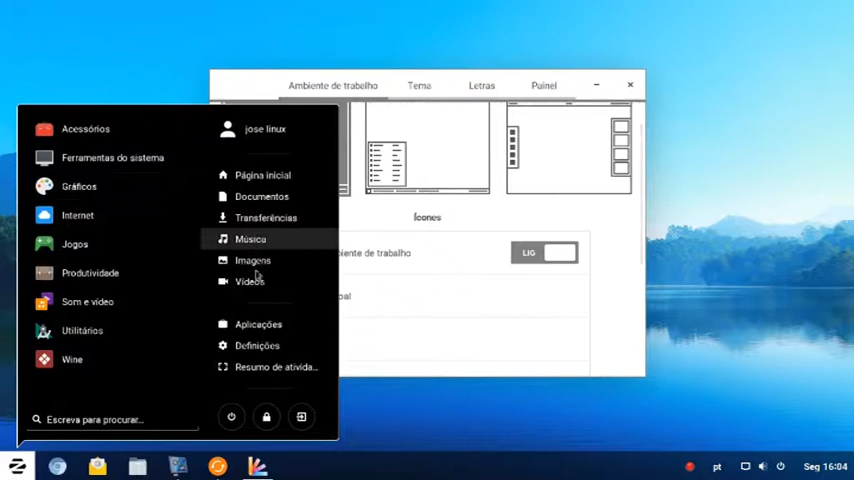 Ambiente de trabalho
Tema
Letras
Painel
Ícones
mbiente de trabalho
LIG
oal
Acessórios
Ferramentas do sistema
Gráficos
Internet
Jogos
Produtividade
Som e vídeo
Utilitários
Wine
Escreva para procurar...
jose linux
Página inicial
Documentos
Transferências
Música
Imagens
Vídeos
Aplicações
Definições
Resumo de ativida...
pt
Seg 16:04